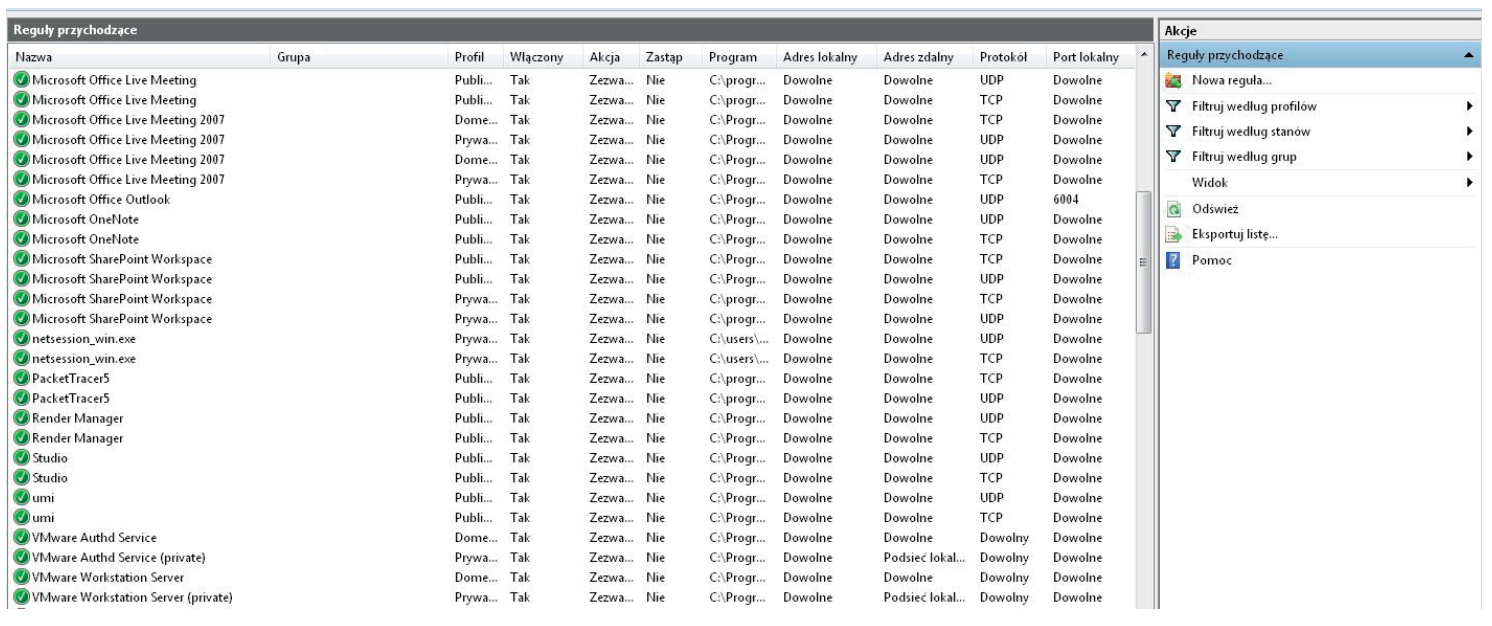 Reguły przychodzące
Nazwa Grupa Profil Włączony Akcja Zastąp Program Adres lokalny Adres zdalny Protokół Port lokalny
Microsoft Office Live Meeting Publi... Tak Zezwa... Nie C:\progr... Dowolne Dowolne UDP Dowolne
Microsoft Office Live Meeting Publi... Tak Zezwa... Nie C:\progr... Dowolne Dowolne TCP Dowolne
Microsoft Office Live Meeting 2007 Dome... Tak Zezwa... Nie C:\Progr... Dowolne Dowolne TCP Dowolne
Microsoft Office Live Meeting 2007 Prywa... Tak Zezwa... Nie C:\Progr... Dowolne Dowolne UDP Dowolne
Microsoft Office Live Meeting 2007 Dome... Tak Zezwa... Nie C:\Progr... Dowolne Dowolne UDP Dowolne
Microsoft Office Live Meeting 2007 Prywa... Tak Zezwa... Nie C:\Progr... Dowolne Dowolne TCP Dowolne
Microsoft Office Outlook Publi... Tak Zezwa... Nie C:\Progr... Dowolne Dowolne UDP 6004
Microsoft OneNote Publi... Tak Zezwa... Nie C:\Progr... Dowolne Dowolne UDP Dowolne
Microsoft OneNote Publi... Tak Zezwa... Nie C:\Progr... Dowolne Dowolne TCP Dowolne
Microsoft SharePoint Workspace Publi... Tak Zezwa... Nie C:\Progr... Dowolne Dowolne TCP Dowolne
Microsoft SharePoint Workspace Publi... Tak Zezwa... Nie C:\Progr... Dowolne Dowolne UDP Dowolne
Microsoft SharePoint Workspace Prywa... Tak Zezwa... Nie C:\progr... Dowolne Dowolne TCP Dowolne
Microsoft SharePoint Workspace Prywa... Tak Zezwa... Nie C:\progr... Dowolne Dowolne UDP Dowolne
netsession_win.exe Prywa... Tak Zezwa... Nie C:\users\... Dowolne Dowolne UDP Dowolne
netsession_win.exe Prywa... Tak Zezwa... Nie C:\users\... Dowolne Dowolne TCP Dowolne
PacketTracer5 Publi... Tak Zezwa... Nie C:\progr... Dowolne Dowolne TCP Dowolne
PacketTracer5 Publi... Tak Zezwa... Nie C:\progr... Dowolne Dowolne UDP Dowolne
Render Manager Publi... Tak Zezwa... Nie C:\Progr... Dowolne Dowolne UDP Dowolne
Render Manager Publi... Tak Zezwa... Nie C:\Progr... Dowolne Dowolne TCP Dowolne
Studio Publi... Tak Zezwa... Nie C:\Progr... Dowolne Dowolne UDP Dowolne
Studio Publi... Tak Zezwa... Nie C:\Progr... Dowolne Dowolne TCP Dowolne
umi Publi... Tak Zezwa... Nie C:\Progr... Dowolne Dowolne UDP Dowolne
umi Publi... Tak Zezwa... Nie C:\Progr... Dowolne Dowolne TCP Dowolne
VMware Authd Service Dome... Tak Zezwa... Nie C:\Progr... Dowolne Dowolne Dowolny Dowolne
VMware Authd Service (private) Prywa... Tak Zezwa... Nie C:\Progr... Dowolne Podsieć lokal... Dowolny Dowolne
VMware Workstation Server Dome... Tak Zezwa... Nie C:\Progr... Dowolne Dowolne Dowolny Dowolne
VMware Workstation Server (private) Prywa... Tak Zezwa... Nie C:\Progr... Dowolne Podsieć lokal... Dowolny Dowolne
Akcje
Reguły przychodzące
Nowa reguła...
Filtruj według profilów
Filtruj według stanów
Filtruj według grup
Widok
Odśwież
Eksportuj listę...
Pomoc